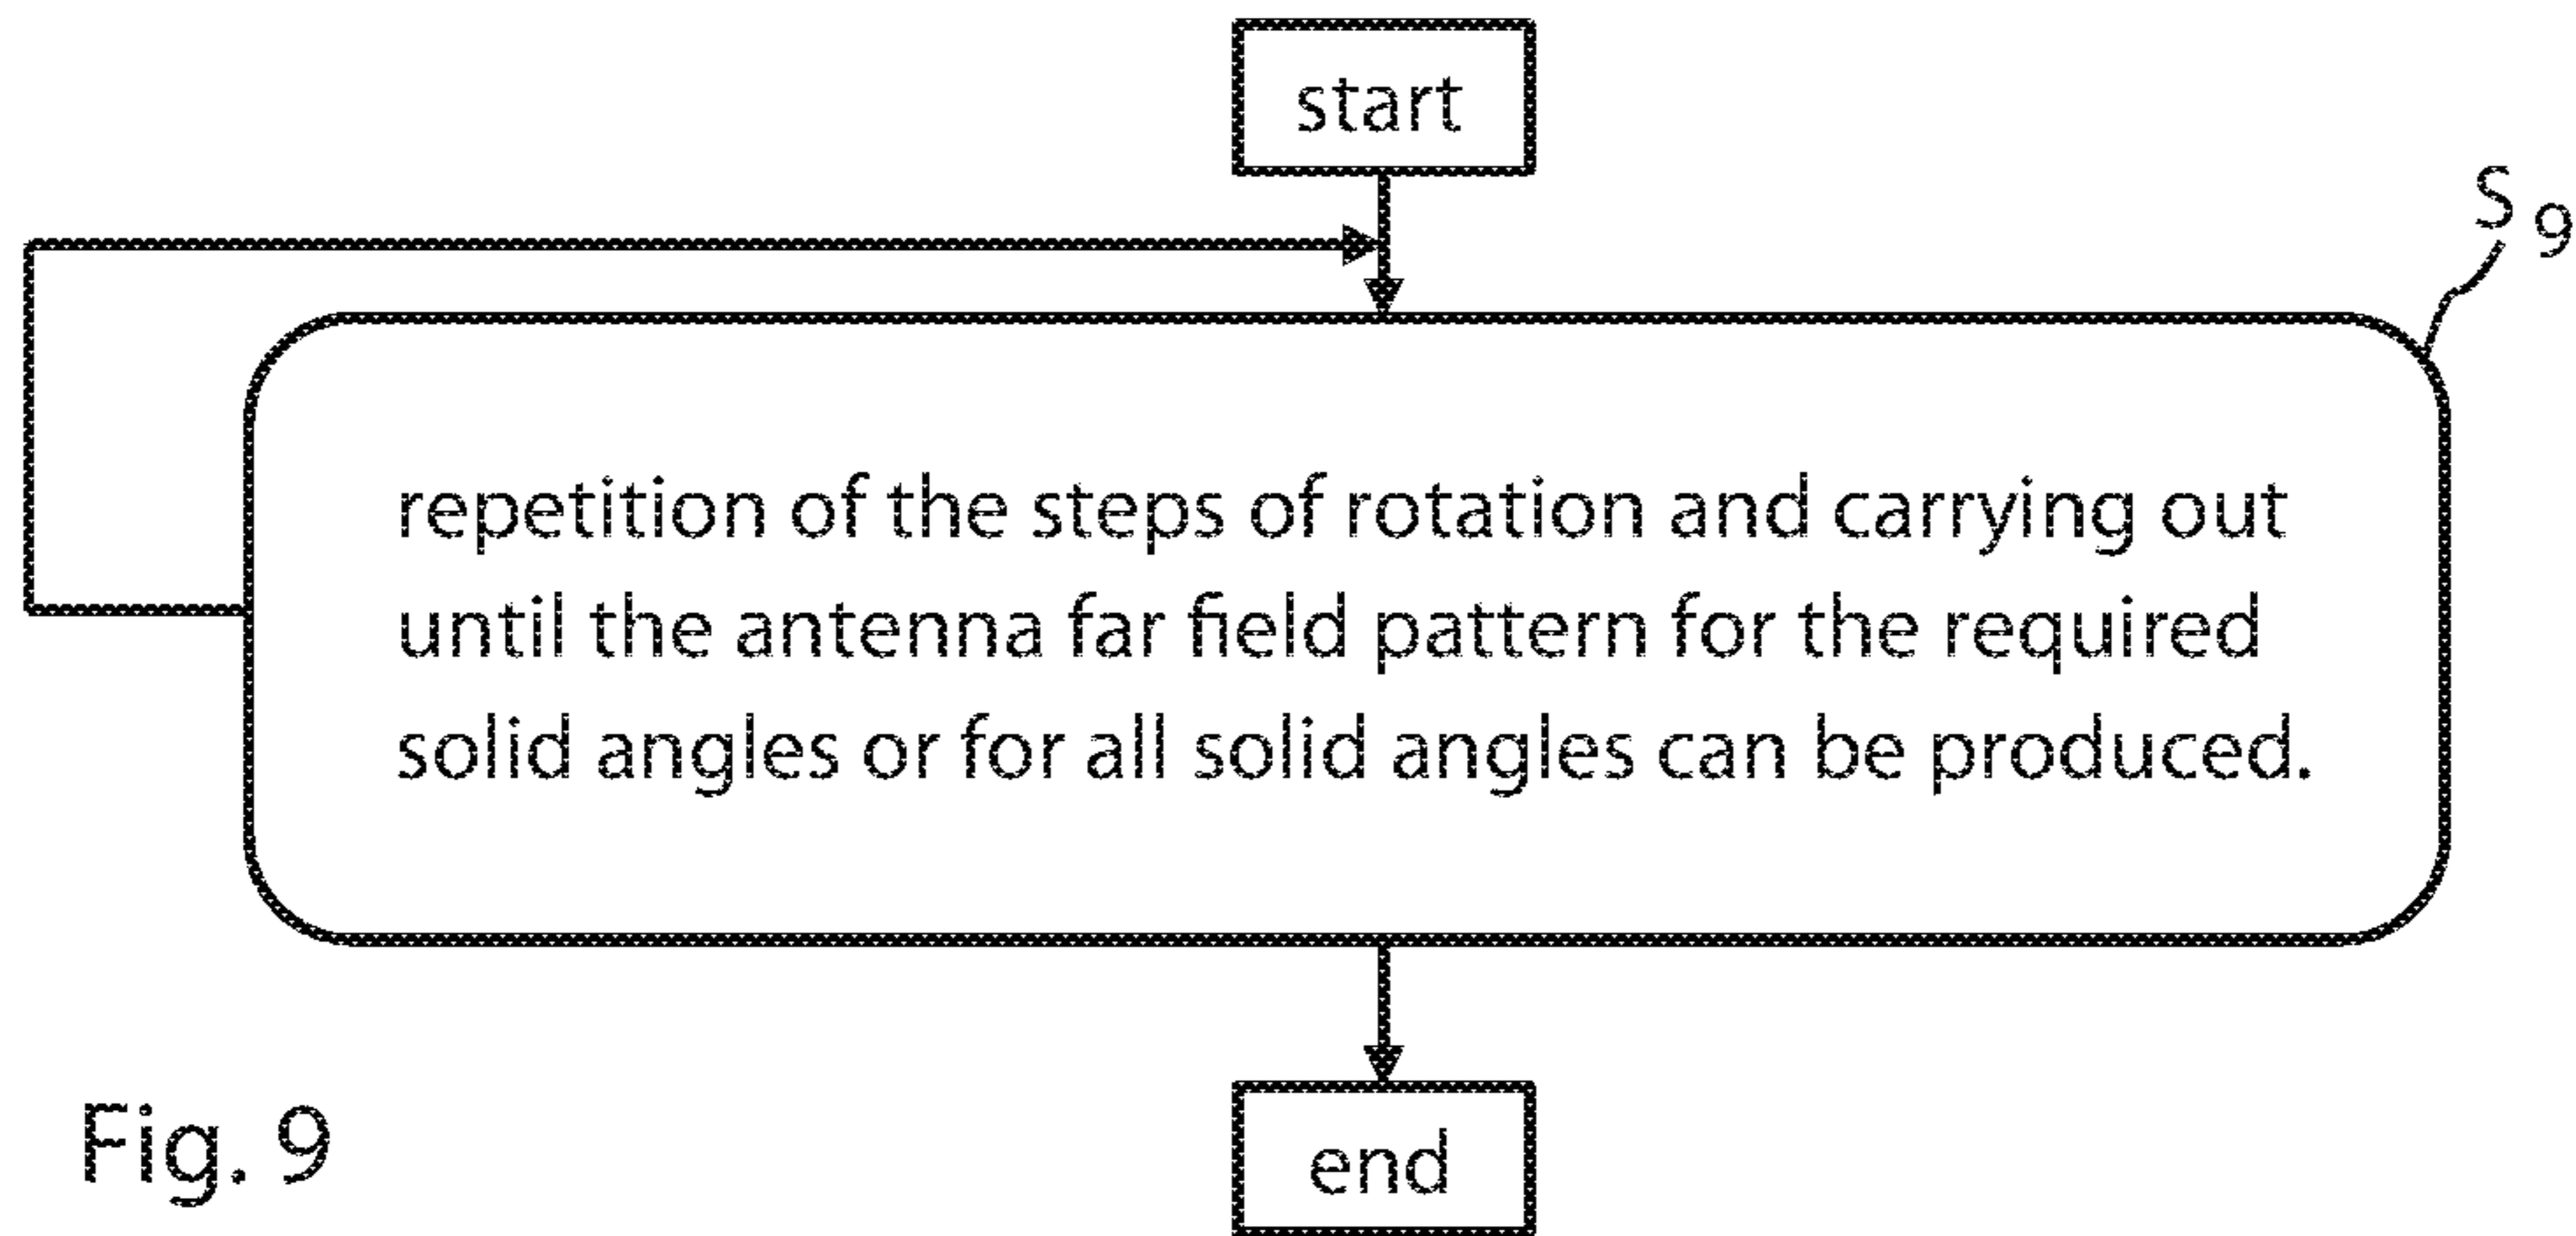 start
S 9
repetition of the steps of rotation and carrying out
until the antenna far field pattern for the required
solid angles or for all solid angles can be produced.
end
Fig. 9